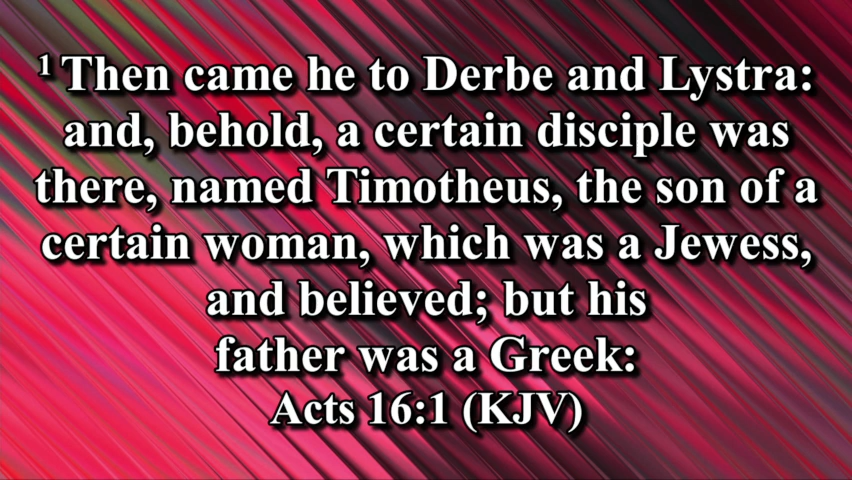 1 Then came he to Derbe and Lystra:
and, behold, a certain disciple was
there, named Timotheus, the son of a
certain woman, which was a Jewess,
and believed; but his
father was a Greek:
Acts 16:1 (KJV)